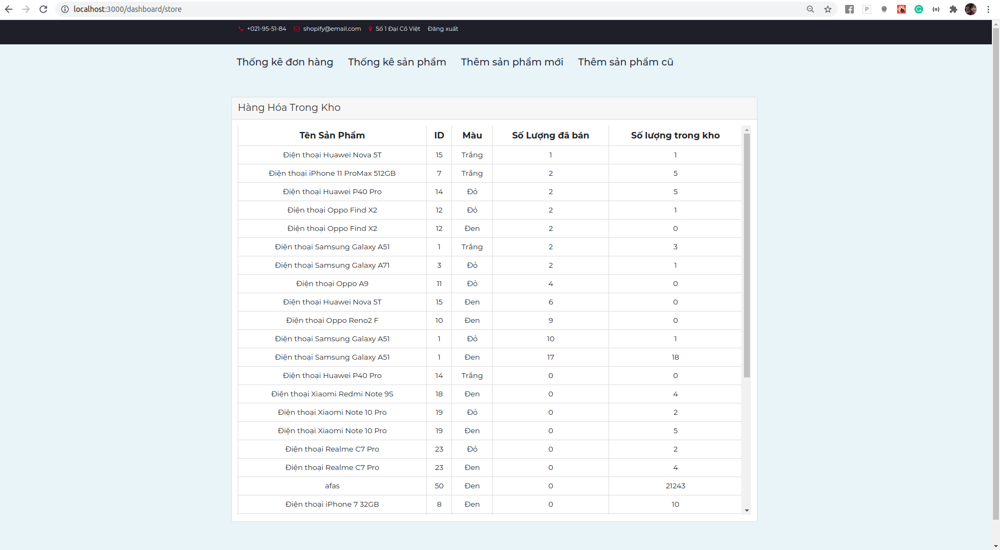 localhost:3000/dashboard/store
+021-95-51-84 shopify@email.com Số 1 Đại Cồ Việt Đăng xuất
Thống kê đơn hàng Thống kê sản phẩm Thêm sản phẩm mới Thêm sản phẩm cũ
Hàng Hóa Trong Kho
Tên Sản Phẩm ID Màu Số Lượng đã bán Số lượng trong kho
Điện thoại Huawei Nova 5T 15 Trắng 1 1
Điện thoại iPhone 11 ProMax 512GB 7 Trắng 2 5
Điện thoại Huawei P40 Pro 14 Đỏ 2 5
Điện thoại Oppo Find X2 12 Đỏ 2 1
Điện thoại Oppo Find X2 12 Đen 2 0
Điện thoại Samsung Galaxy A51 1 Trắng 2 3
Điện thoại Samsung Galaxy A71 3 Đỏ 2 1
Điện thoại Oppo A9 11 Đỏ 4 0
Điện thoại Huawei Nova 5T 15 Đen 6 0
Điện thoại Oppo Reno2 F 10 Đen 9 0
Điện thoại Samsung Galaxy A51 1 Đỏ 10 1
Điện thoại Samsung Galaxy A51 1 Đen 17 18
Điện thoại Huawei P40 Pro 14 Trắng 0 0
Điện thoại Xiaomi Redmi Note 9S 18 Đen 0 4
Điện thoại Xiaomi Note 10 Pro 19 Đỏ 0 2
Điện thoại Xiaomi Note 10 Pro 19 Đen 0 5
Điện thoại Realme C7 Pro 23 Đỏ 0 2
Điện thoại Realme C7 Pro 23 Đen 0 4
afas 50 Đen 0 21243
Điện thoại iPhone 7 32GB 8 Đen 0 10